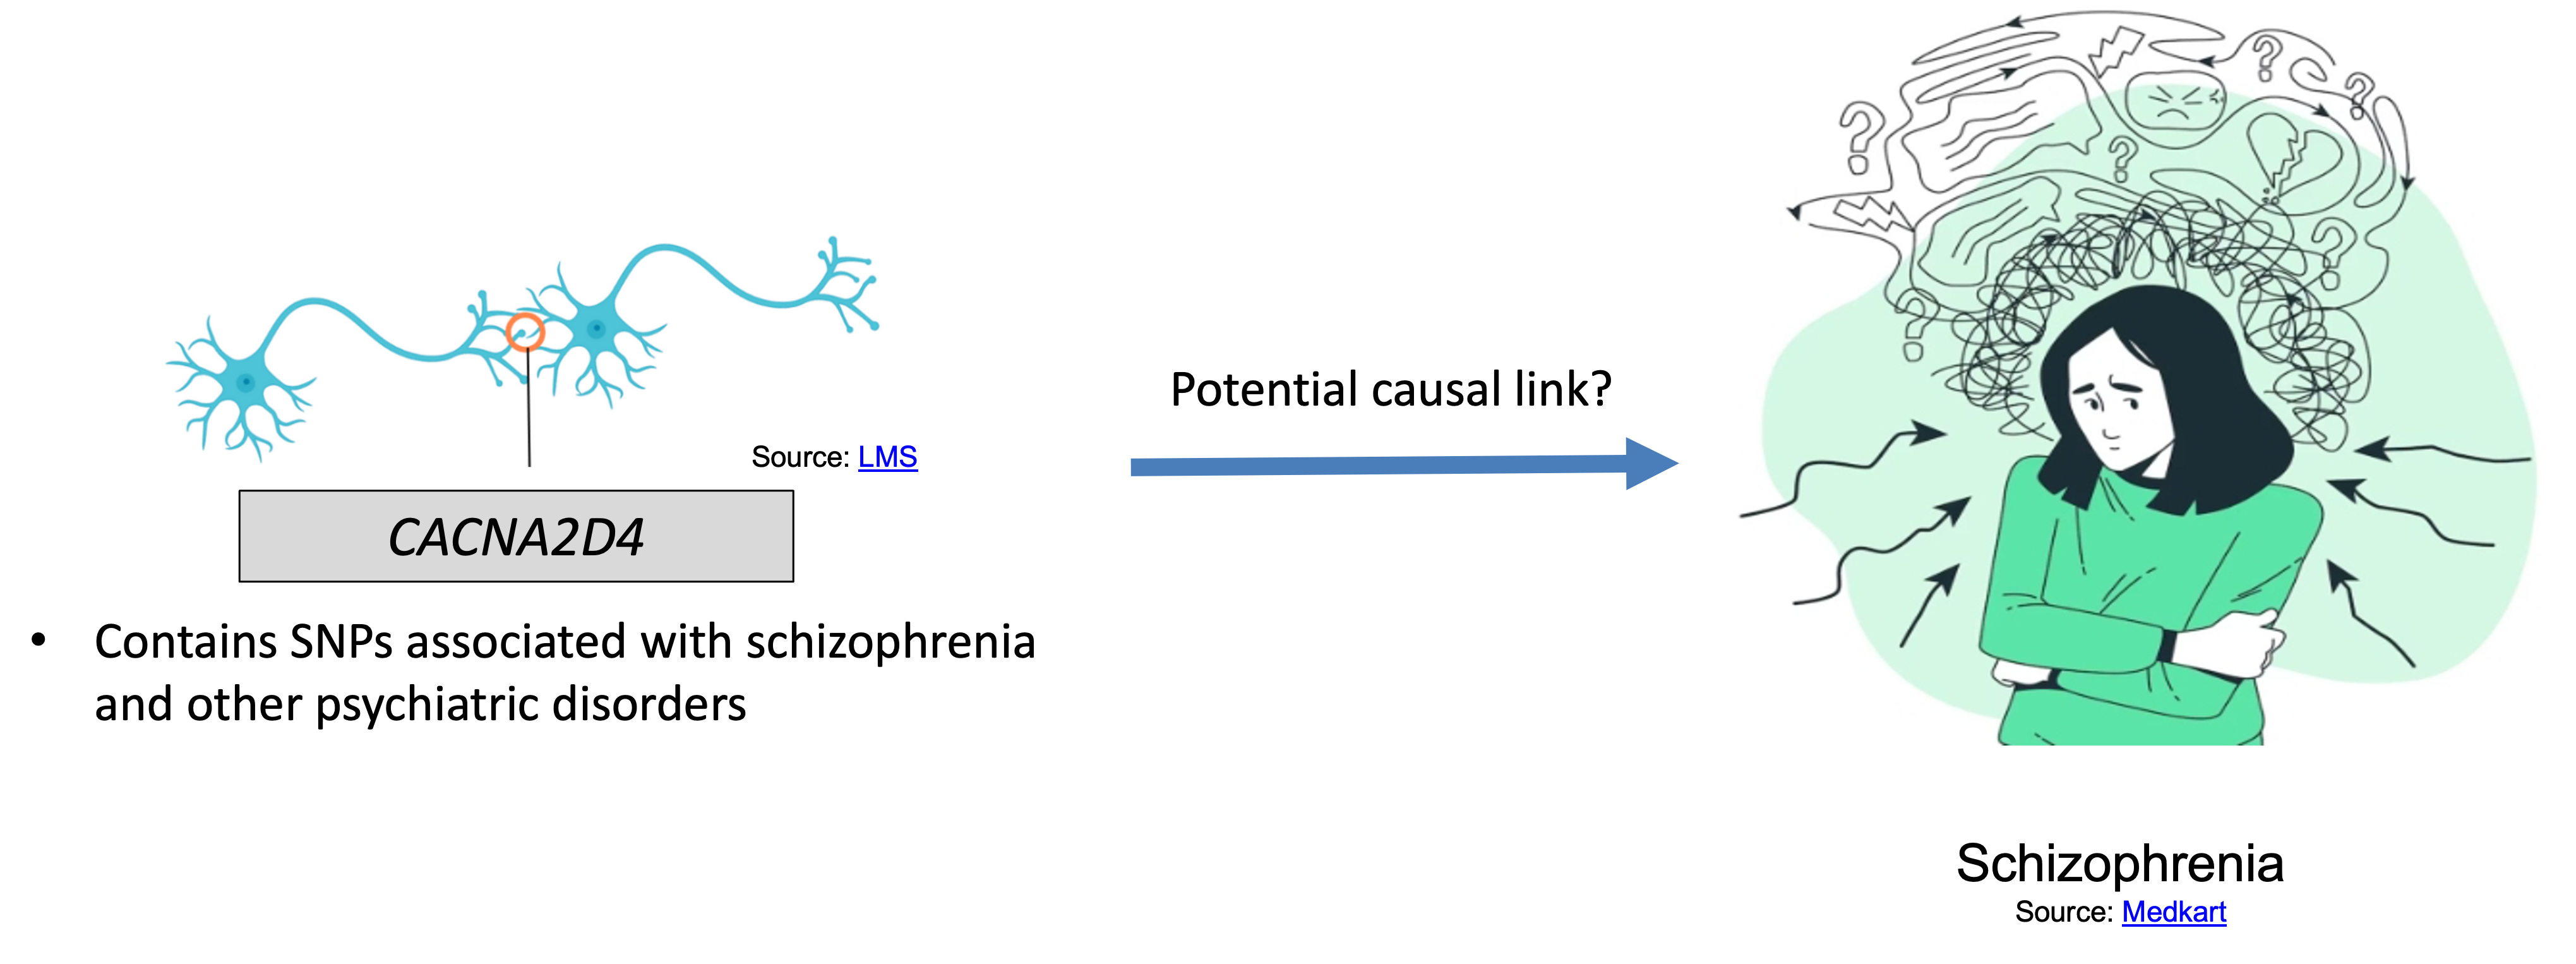 Potential causal link?
Source: LMS
CACNA2D4
• Contains SNPs associated with schizophrenia
and other psychiatric disorders
? ? ? ? ? ?
Schizophrenia
Source: Medkart